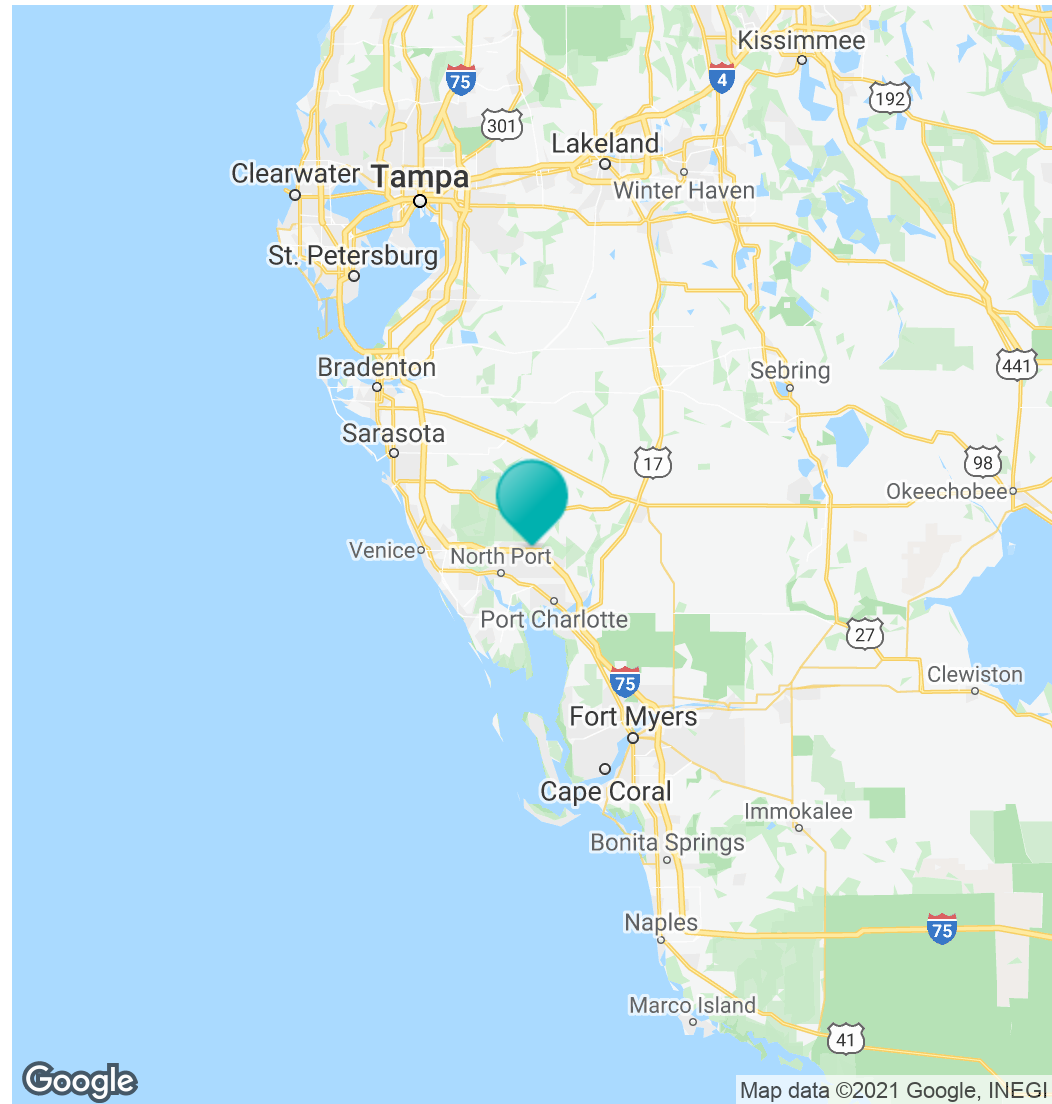 Kissimmee
75
4
192
301
Lakeland
Clearwater
Tampa
Winter Haven
St. Petersburg
Bradenton
441
Sebring
Sarasota
17
98
Okeechobee
Venice
North Port
Port Charlotte
27
Clewiston
75
Fort Myers
Cape Coral
Immokalee
Bonita Springs
Naples
75
Marco Island
41
Google
Map data ©2021 Google, INEGI